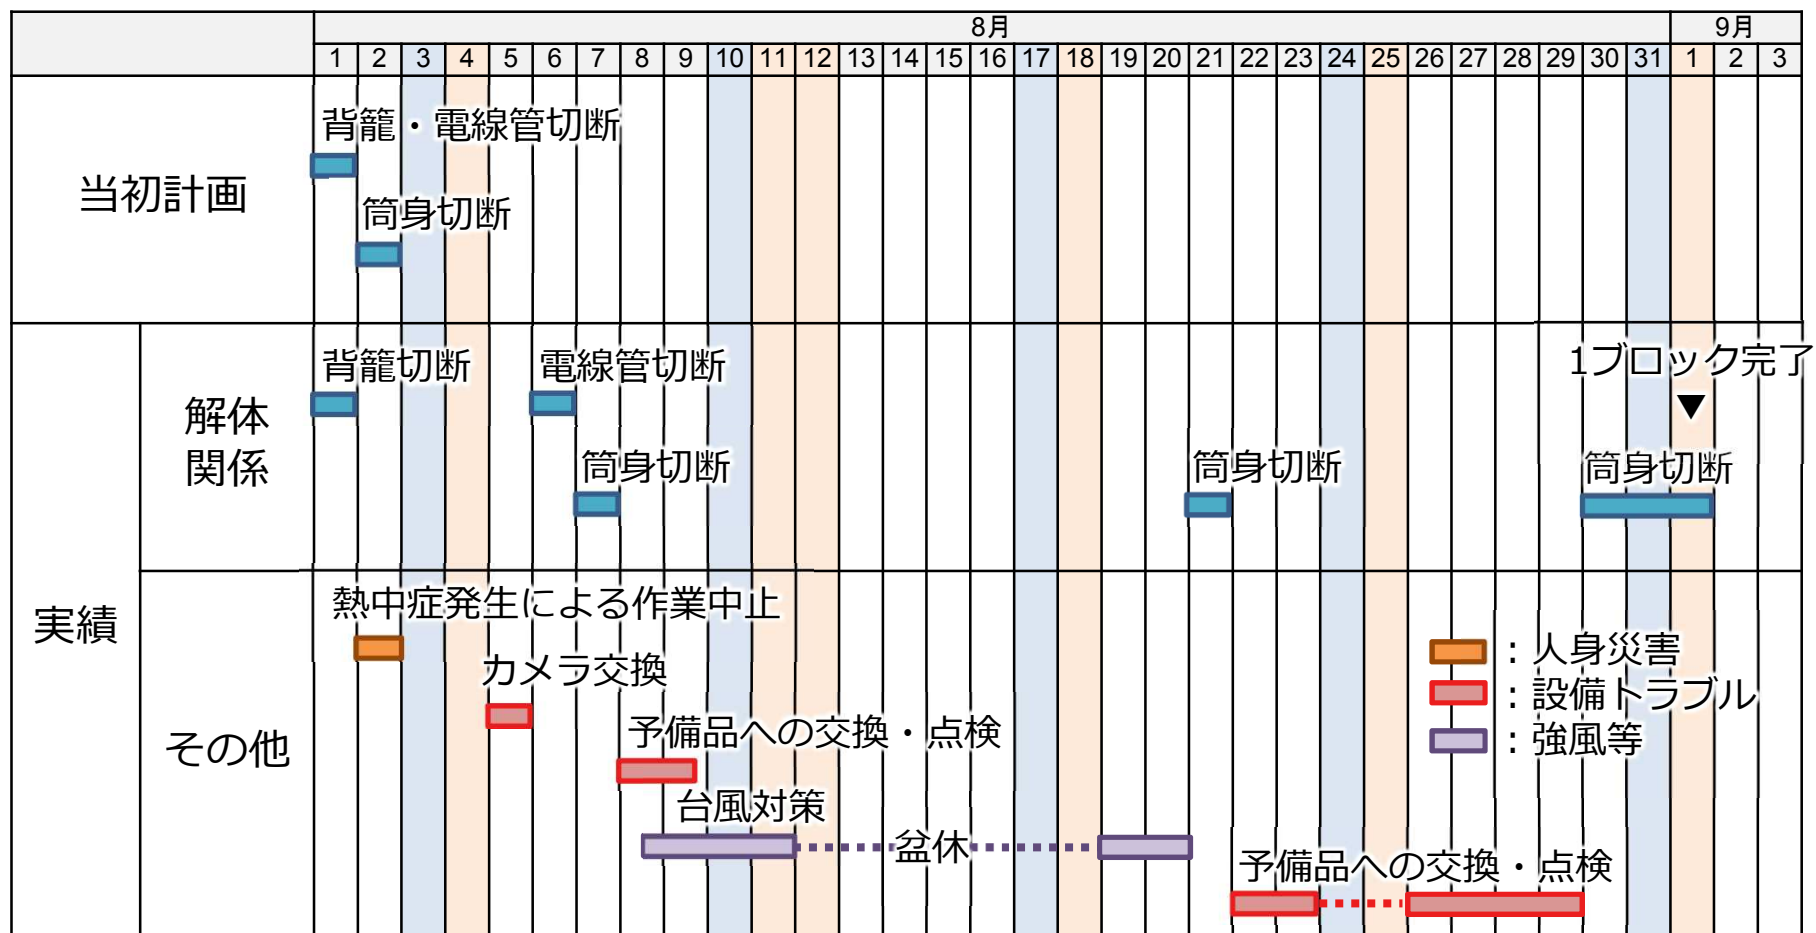 8月 9月
1 2 3 4 5 6 7 8 9 10 11 12 13 14 15 16 17 18 19 20 21 22 23 24 25 26 27 28 29 30 31 1 2 3
当初計画
背籠・電線管切断
筒身切断
実績
解体
関係
背籠切断
電線管切断
筒身切断
筒身切断
1ブロック完了
▼
筒身切断
その他
熱中症発生による作業中止
カメラ交換
予備品への交換・点検
台風対策
盆休
予備品への交換・点検
：人身災害
：設備トラブル
：強風等